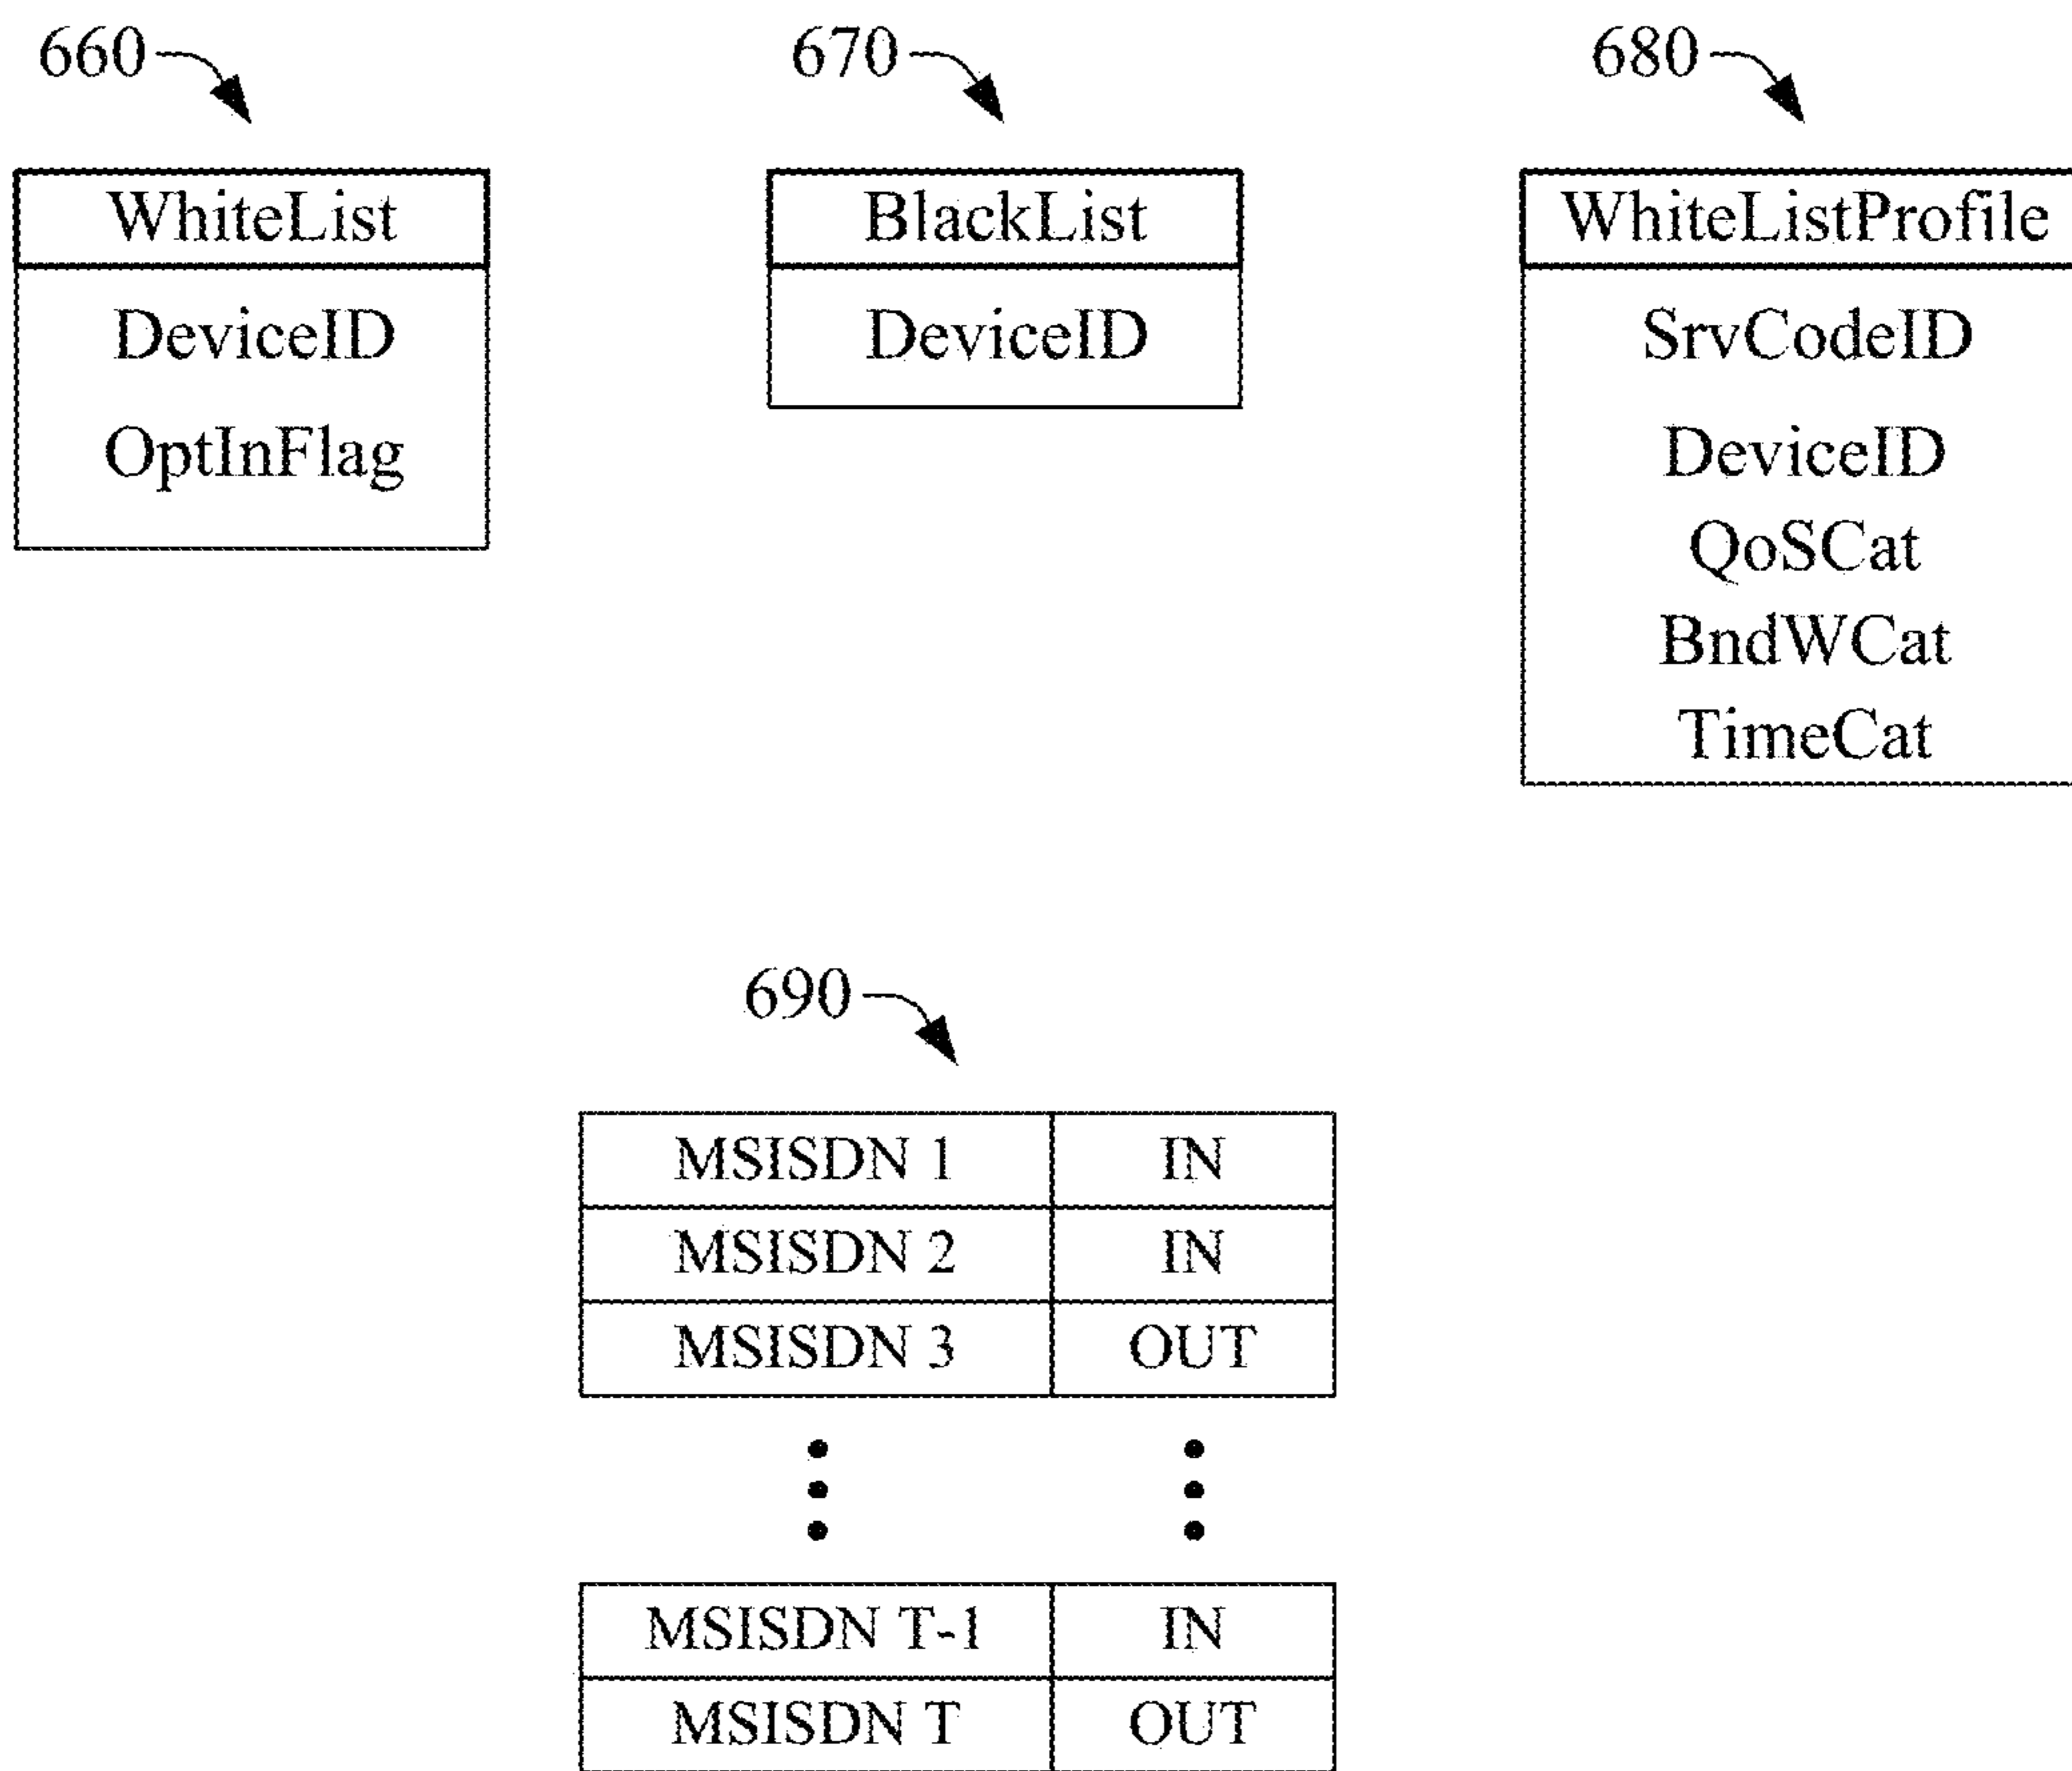 660
670
680
WhiteList
DeviceID
OptInFlag
BlackList
DeviceID
WhiteListProfile
SrvCodeID
DeviceID
QoSCat
BndWCat
TimeCat
690
MSISDN 1 IN
MSISDN 2 IN
MSISDN 3 OUT
MSISDN T-1 IN
MSISDN T OUT